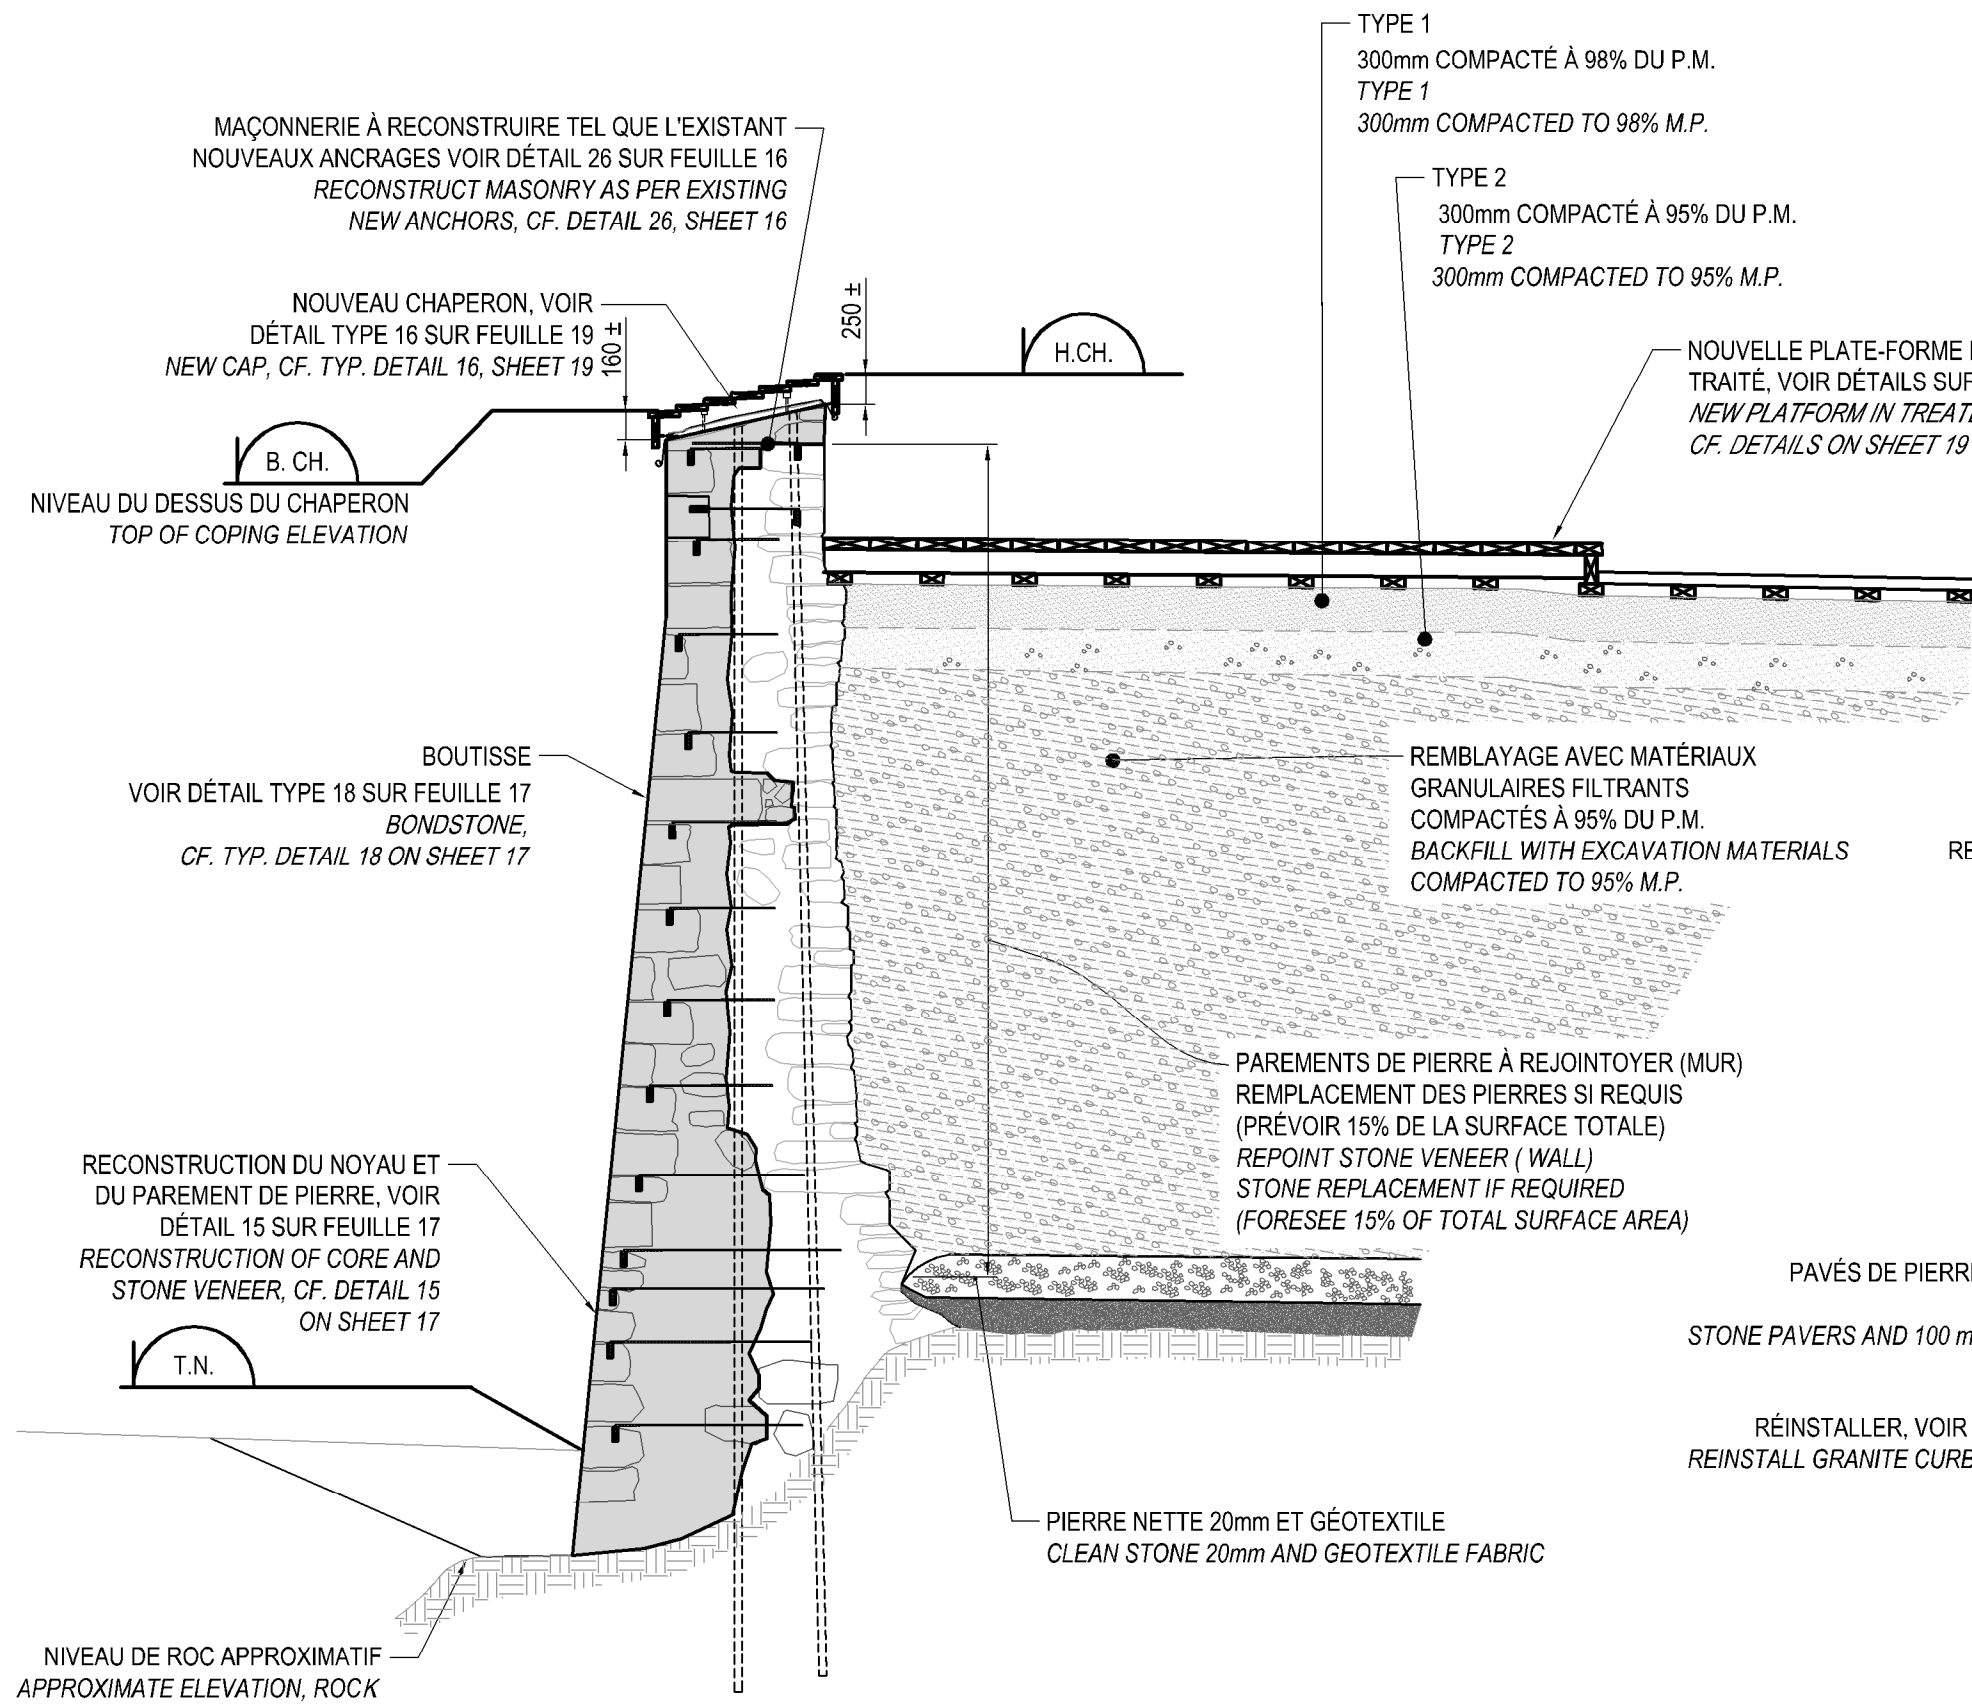 TYPE 1
300mm COMPACTÉ À 98% DU P.M.
TYPE 1
300mm COMPACTED TO 98% M.P.
MAÇONNERIE À RECONSTRUIRE TEL QUE L'EXISTANT
NOUVEAUX ANCRAGES VOIR DÉTAIL 26 SUR FEUILLE 16
RECONSTRUCT MASONRY AS PER EXISTING
NEW ANCHORS, CF. DETAIL 26, SHEET 16
TYPE 2
300mm COMPACTÉ À 95% DU P.M.
TYPE 2
300mm COMPACTED TO 95% M.P.
NOUVEAU CHAPERON, VOIR
DÉTAIL TYPE 16 SUR FEUILLE 19
NEW CAP, CF. TYP. DETAIL 16, SHEET 19
160 ±
250 ±
H.CH.
NOUVELLE PLATE-FORME
TRAITÉ, VOIR DÉTAILS SUR
NEW PLATFORM IN TREAT
CF. DETAILS ON SHEET 19
B. CH.
NIVEAU DU DESSUS DU CHAPERON
TOP OF COPING ELEVATION
BOUTISSE
VOIR DÉTAIL TYPE 18 SUR FEUILLE 17
BONDSTONE,
CF. TYP. DETAIL 18 ON SHEET 17
REMBLAYAGE AVEC MATÉRIAUX
GRANULAIRES FILTRANTS
COMPACTÉS À 95% DU P.M.
BACKFILL WITH EXCAVATION MATERIALS
COMPACTED TO 95% M.P.
RE
PAREMENTS DE PIERRE À REJOINTOYER (MUR)
REMPLACEMENT DES PIERRES SI REQUIS
(PRÉVOIR 15% DE LA SURFACE TOTALE)
REPOINT STONE VENEER ( WALL)
STONE REPLACEMENT IF REQUIRED
(FORESEE 15% OF TOTAL SURFACE AREA)
RECONSTRUCTION DU NOYAU ET
DU PAREMENT DE PIERRE, VOIR
DÉTAIL 15 SUR FEUILLE 17
RECONSTRUCTION OF CORE AND
STONE VENEER, CF. DETAIL 15
ON SHEET 17
T.N.
PAVÉS DE PIERRE
STONE PAVERS AND 100 m
RÉINSTALLER, VOIR
REINSTALL GRANITE CURB
PIERRE NETTE 20mm ET GÉOTEXTILE
CLEAN STONE 20mm AND GEOTEXTILE FABRIC
NIVEAU DE ROC APPROXIMATIF
APPROXIMATE ELEVATION, ROCK